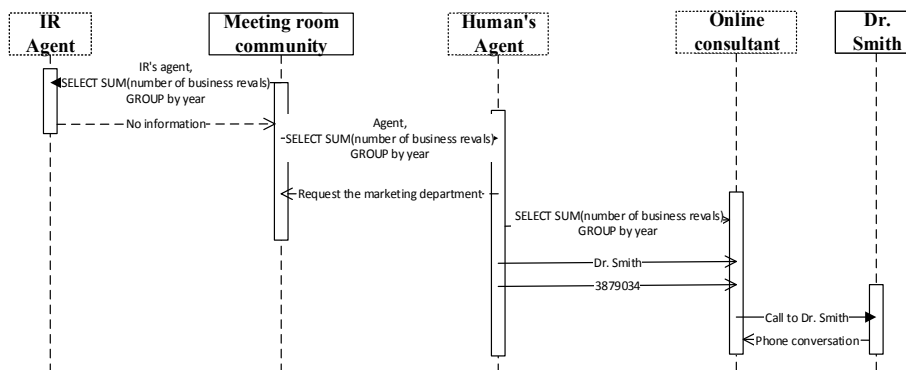 IR
Agent
Meeting room
community
Human's
Agent
Online
consultant
Dr.
Smith
IR's agent,
SELECT SUM(number of business revals)
GROUP by year
No information
Agent,
SELECT SUM(number of business revals)
GROUP by year
Request the marketing department
SELECT SUM(number of business revals)
GROUP by year
Dr. Smith
3879034
Call to Dr. Smith
Phone conversation